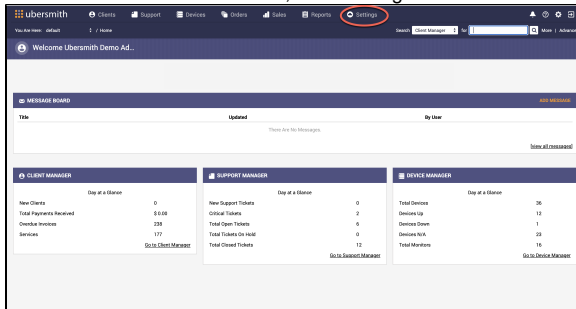 ubersmith Clients Support Devices Orders Sales Reports Settings
You Are Here: default / Home Search Client Manager for More | Advance
Welcome Ubersmith Demo Ad...
MESSAGE BOARD ADD MESSAGE
Title Updated By User
There Are No Messages.
[view all messages]
CLIENT MANAGER
Day at a Glance
New Clients 0
Total Payments Received $ 0.00
Overdue Invoices 238
Services 177
Go to Client Manager
SUPPORT MANAGER
Day at a Glance
New Support Tickets 0
Critical Tickets 2
Total Open Tickets 6
Total Tickets On Hold 0
Total Closed Tickets 12
Go to Support Manager
DEVICE MANAGER
Day at a Glance
Total Devices 36
Devices Up 12
Devices Down 1
Devices N/A 23
Total Monitors 16
Go to Device Manager